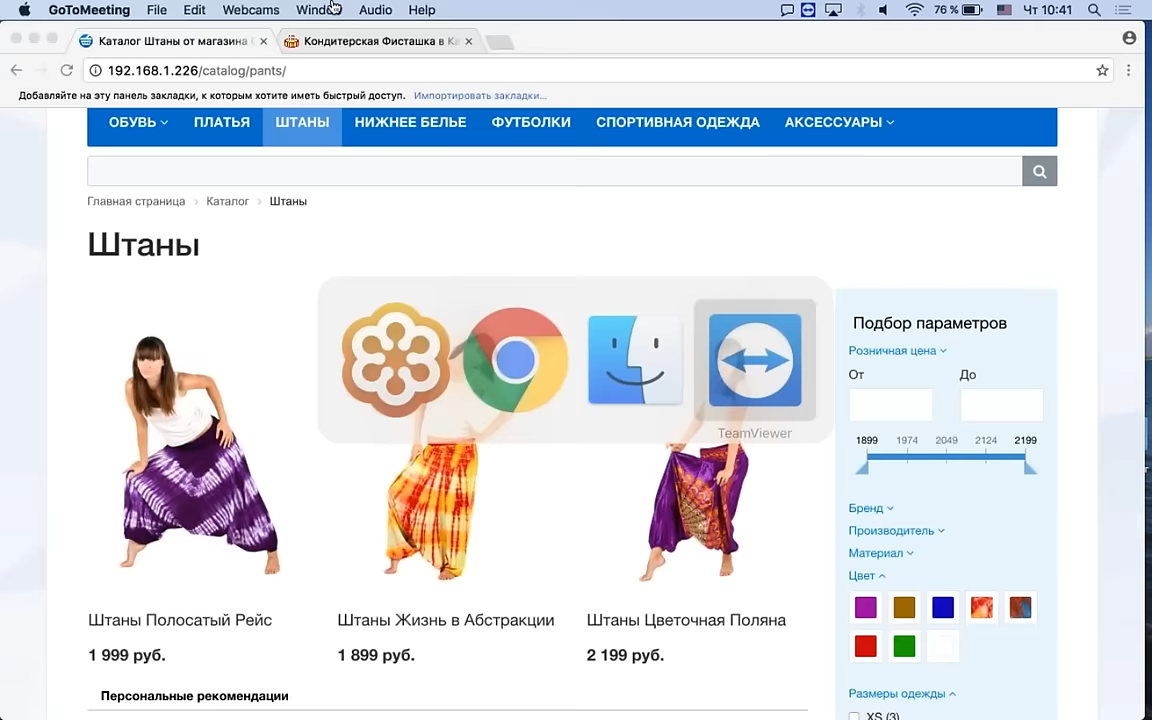 GoToMeeting File Edit Webcams Window Audio Help 76 % Чт 10:41
Каталог Штаны от магазина Кондитерская Фисташка в Ка
192.168.1.226/catalog/pants/
Добавляйте на эту панель закладки, к которым хотите иметь быстрый доступ. Импортировать закладки...
ОБУВЬ ПЛАТЬЯ ШТАНЫ НИЖНЕЕ БЕЛЬЕ ФУТБОЛКИ СПОРТИВНАЯ ОДЕЖДА АКСЕССУАРЫ
Главная страница Каталог Штаны
Штаны
TeamViewer
Штаны Полосатый Рейс Штаны Жизнь в Абстракции Штаны Цветочная Поляна
1 999 руб. 1 899 руб. 2 199 руб.
Персональные рекомендации
Подбор параметров
Розничная цена
От До
1899 1974 2049 2124 2199
Бренд
Производитель
Материал
Цвет
Размеры одежды
XS (3)